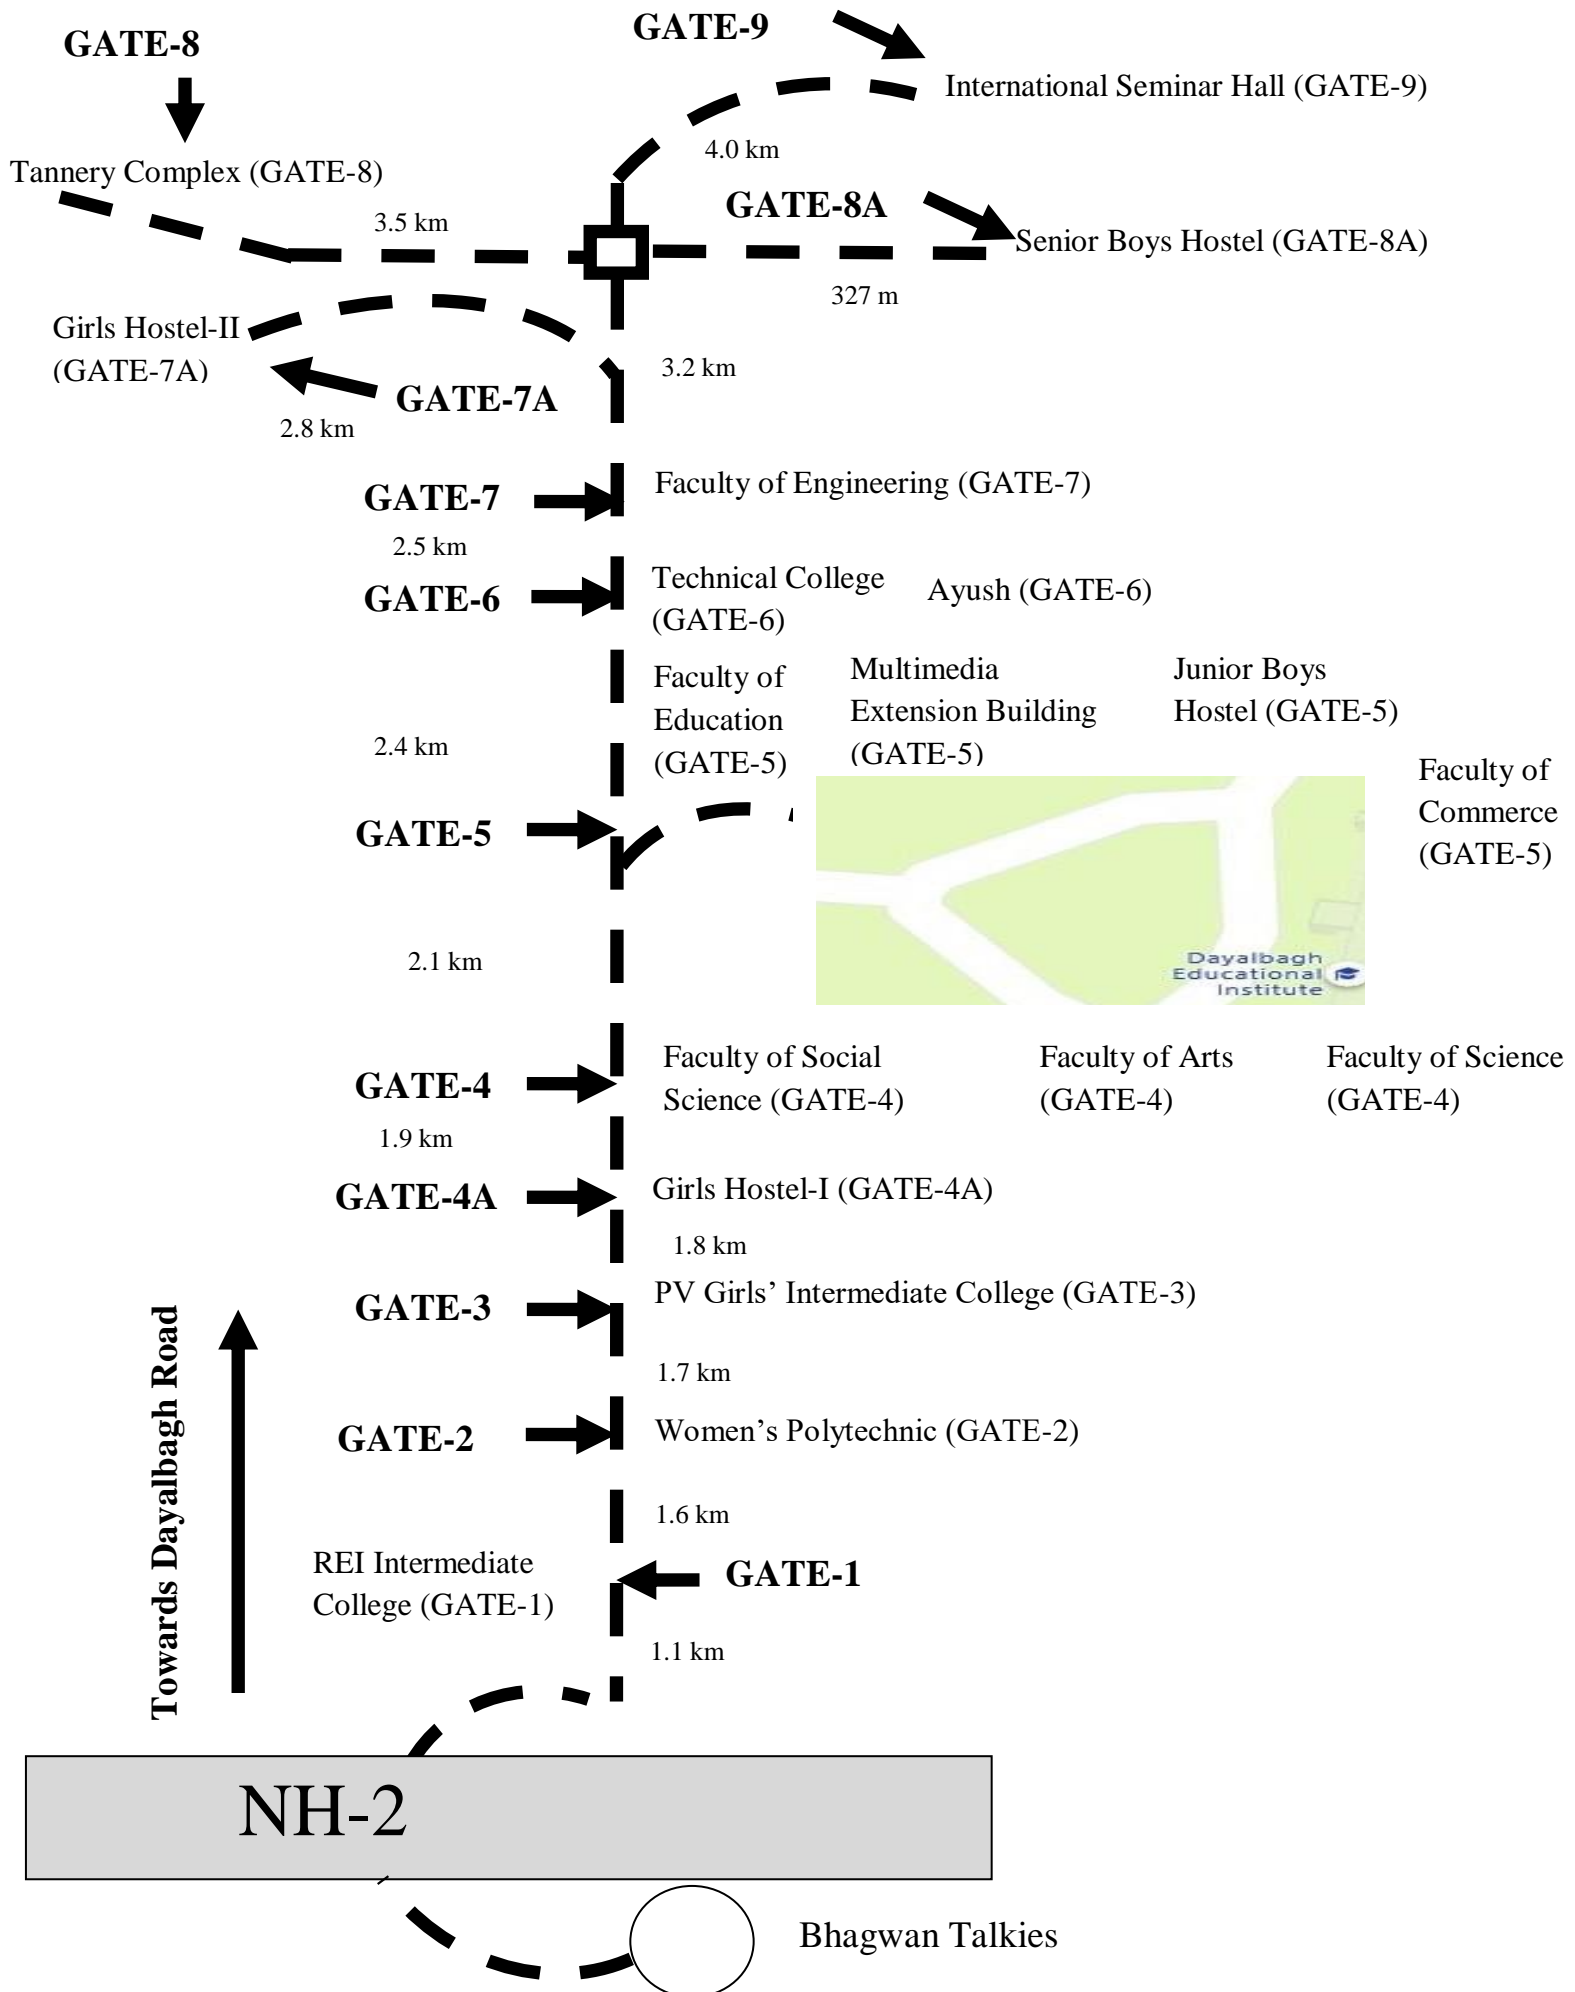 GATE-8
GATE-9
International Seminar Hall (GATE-9)
4.0 km
Tannery Complex (GATE-8)
3.5 km
GATE-8A
Senior Boys Hostel (GATE-8A)
327 m
Girls Hostel-II
(GATE-7A)
3.2 km
GATE-7A
2.8 km
GATE-7
Faculty of Engineering (GATE-7)
2.5 km
GATE-6
Technical College
(GATE-6)
Ayush (GATE-6)
Faculty of
Education
(GATE-5)
Multimedia
Extension Building
(GATE-5)
Junior Boys
Hostel (GATE-5)
2.4 km
Faculty of
Commerce
(GATE-5)
GATE-5
2.1 km
Dayalbagh
Educational
Institute
GATE-4
Faculty of Social
Science (GATE-4)
Faculty of Arts
(GATE-4)
Faculty of Science
(GATE-4)
1.9 km
GATE-4A
Girls Hostel-I (GATE-4A)
1.8 km
GATE-3
PV Girls’ Intermediate College (GATE-3)
1.7 km
GATE-2
Women’s Polytechnic (GATE-2)
1.6 km
REI Intermediate
College (GATE-1)
GATE-1
1.1 km
Towards Dayalbagh Road
NH-2
Bhagwan Talkies